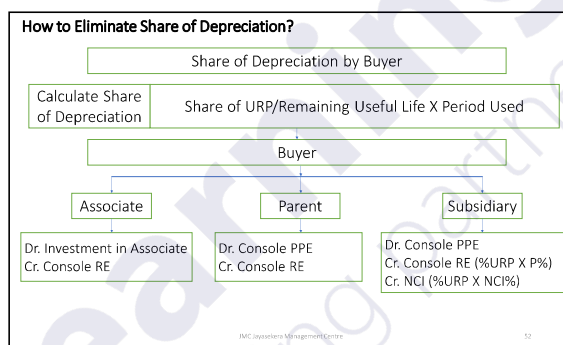 How to Eliminate Share of Depreciation?
Share of Depreciation by Buyer
Calculate Share
of Depreciation
Share of URP/Remaining Useful Life X Period Used
Buyer
Associate
Parent
Subsidiary
Dr. Investment in Associate
Cr. Console RE
Dr. Console PPE
Cr. Console RE
Dr. Console PPE
Cr. Console RE (%URP X P%)
Cr. NCI (%URP X NCI%)
JMC Jayasekera Management Centre
52